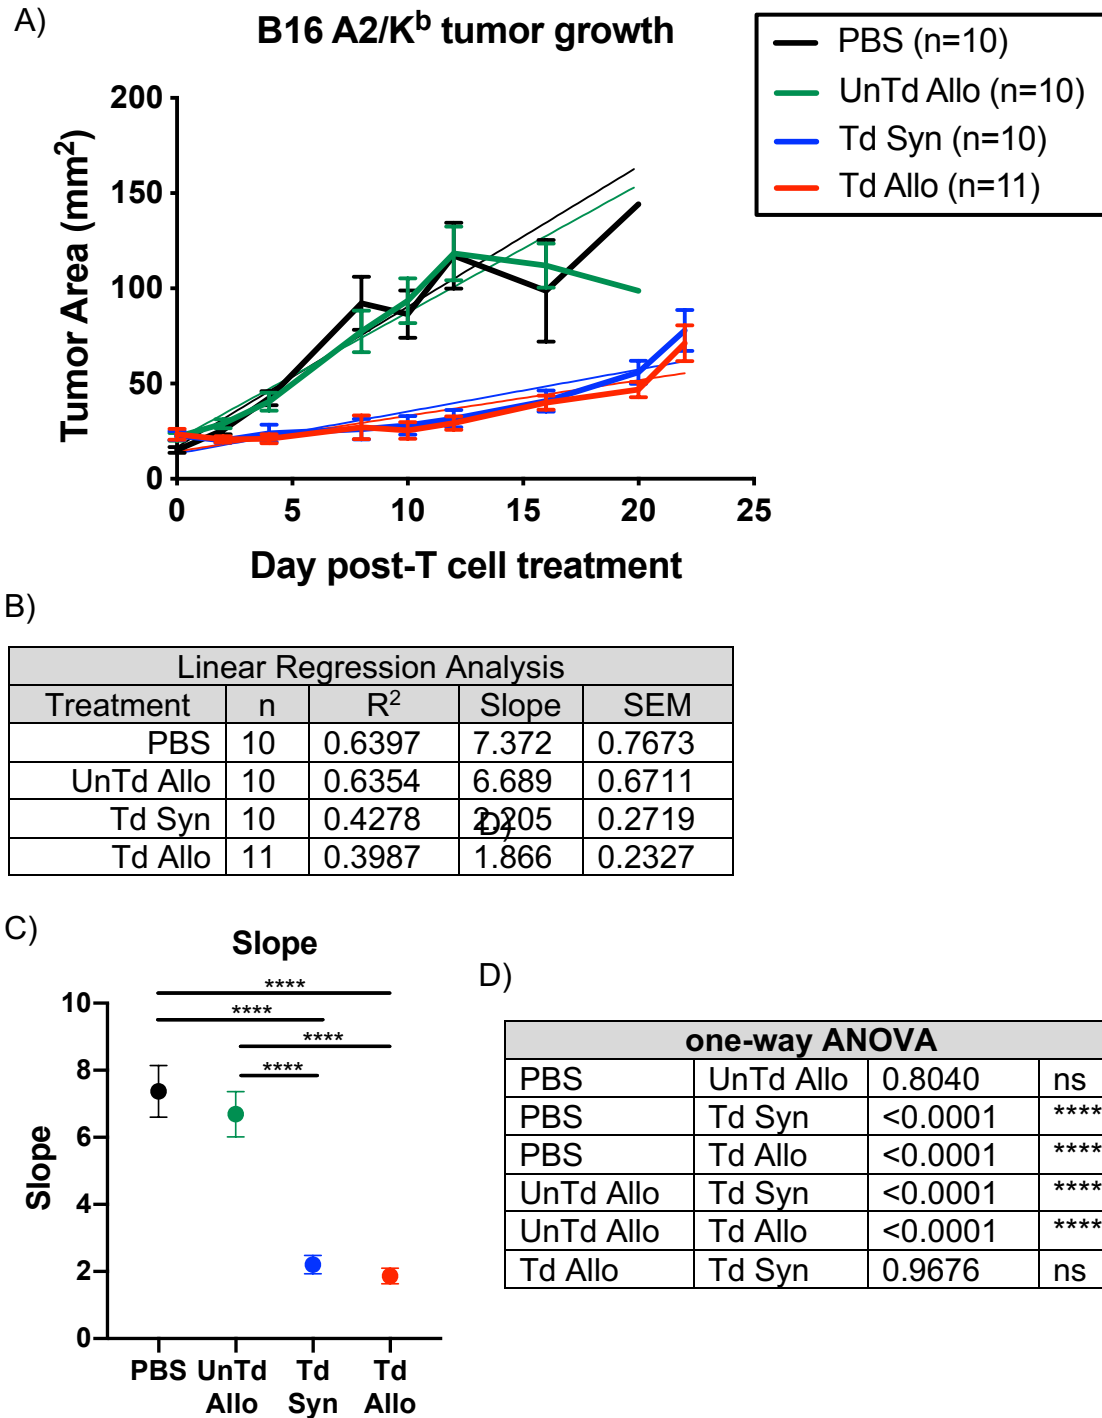 A)
B16 A2/Kᵇ tumor growth
PBS (n=10)
UnTd Allo (n=10)
Td Syn (n=10)
Td Allo (n=11)
200
150
100
50
0
Tumor Area (mm²)
0 5 10 15 20 25
Day post-T cell treatment
B)
Linear Regression Analysis
Treatment n R² Slope SEM
PBS 10 0.6397 7.372 0.7673
UnTd Allo 10 0.6354 6.689 0.6711
Td Syn 10 0.4278 2.205 0.2719
D)
Td Allo 11 0.3987 1.866 0.2327
C)
Slope
****
****
****
****
10
8
6
4
2
0
Slope
PBS UnTd Allo Td Syn Td Allo
D)
one-way ANOVA
PBS UnTd Allo 0.8040 ns
PBS Td Syn <0.0001 ****
PBS Td Allo <0.0001 ****
UnTd Allo Td Syn <0.0001 ****
UnTd Allo Td Allo <0.0001 ****
Td Allo Td Syn 0.9676 ns